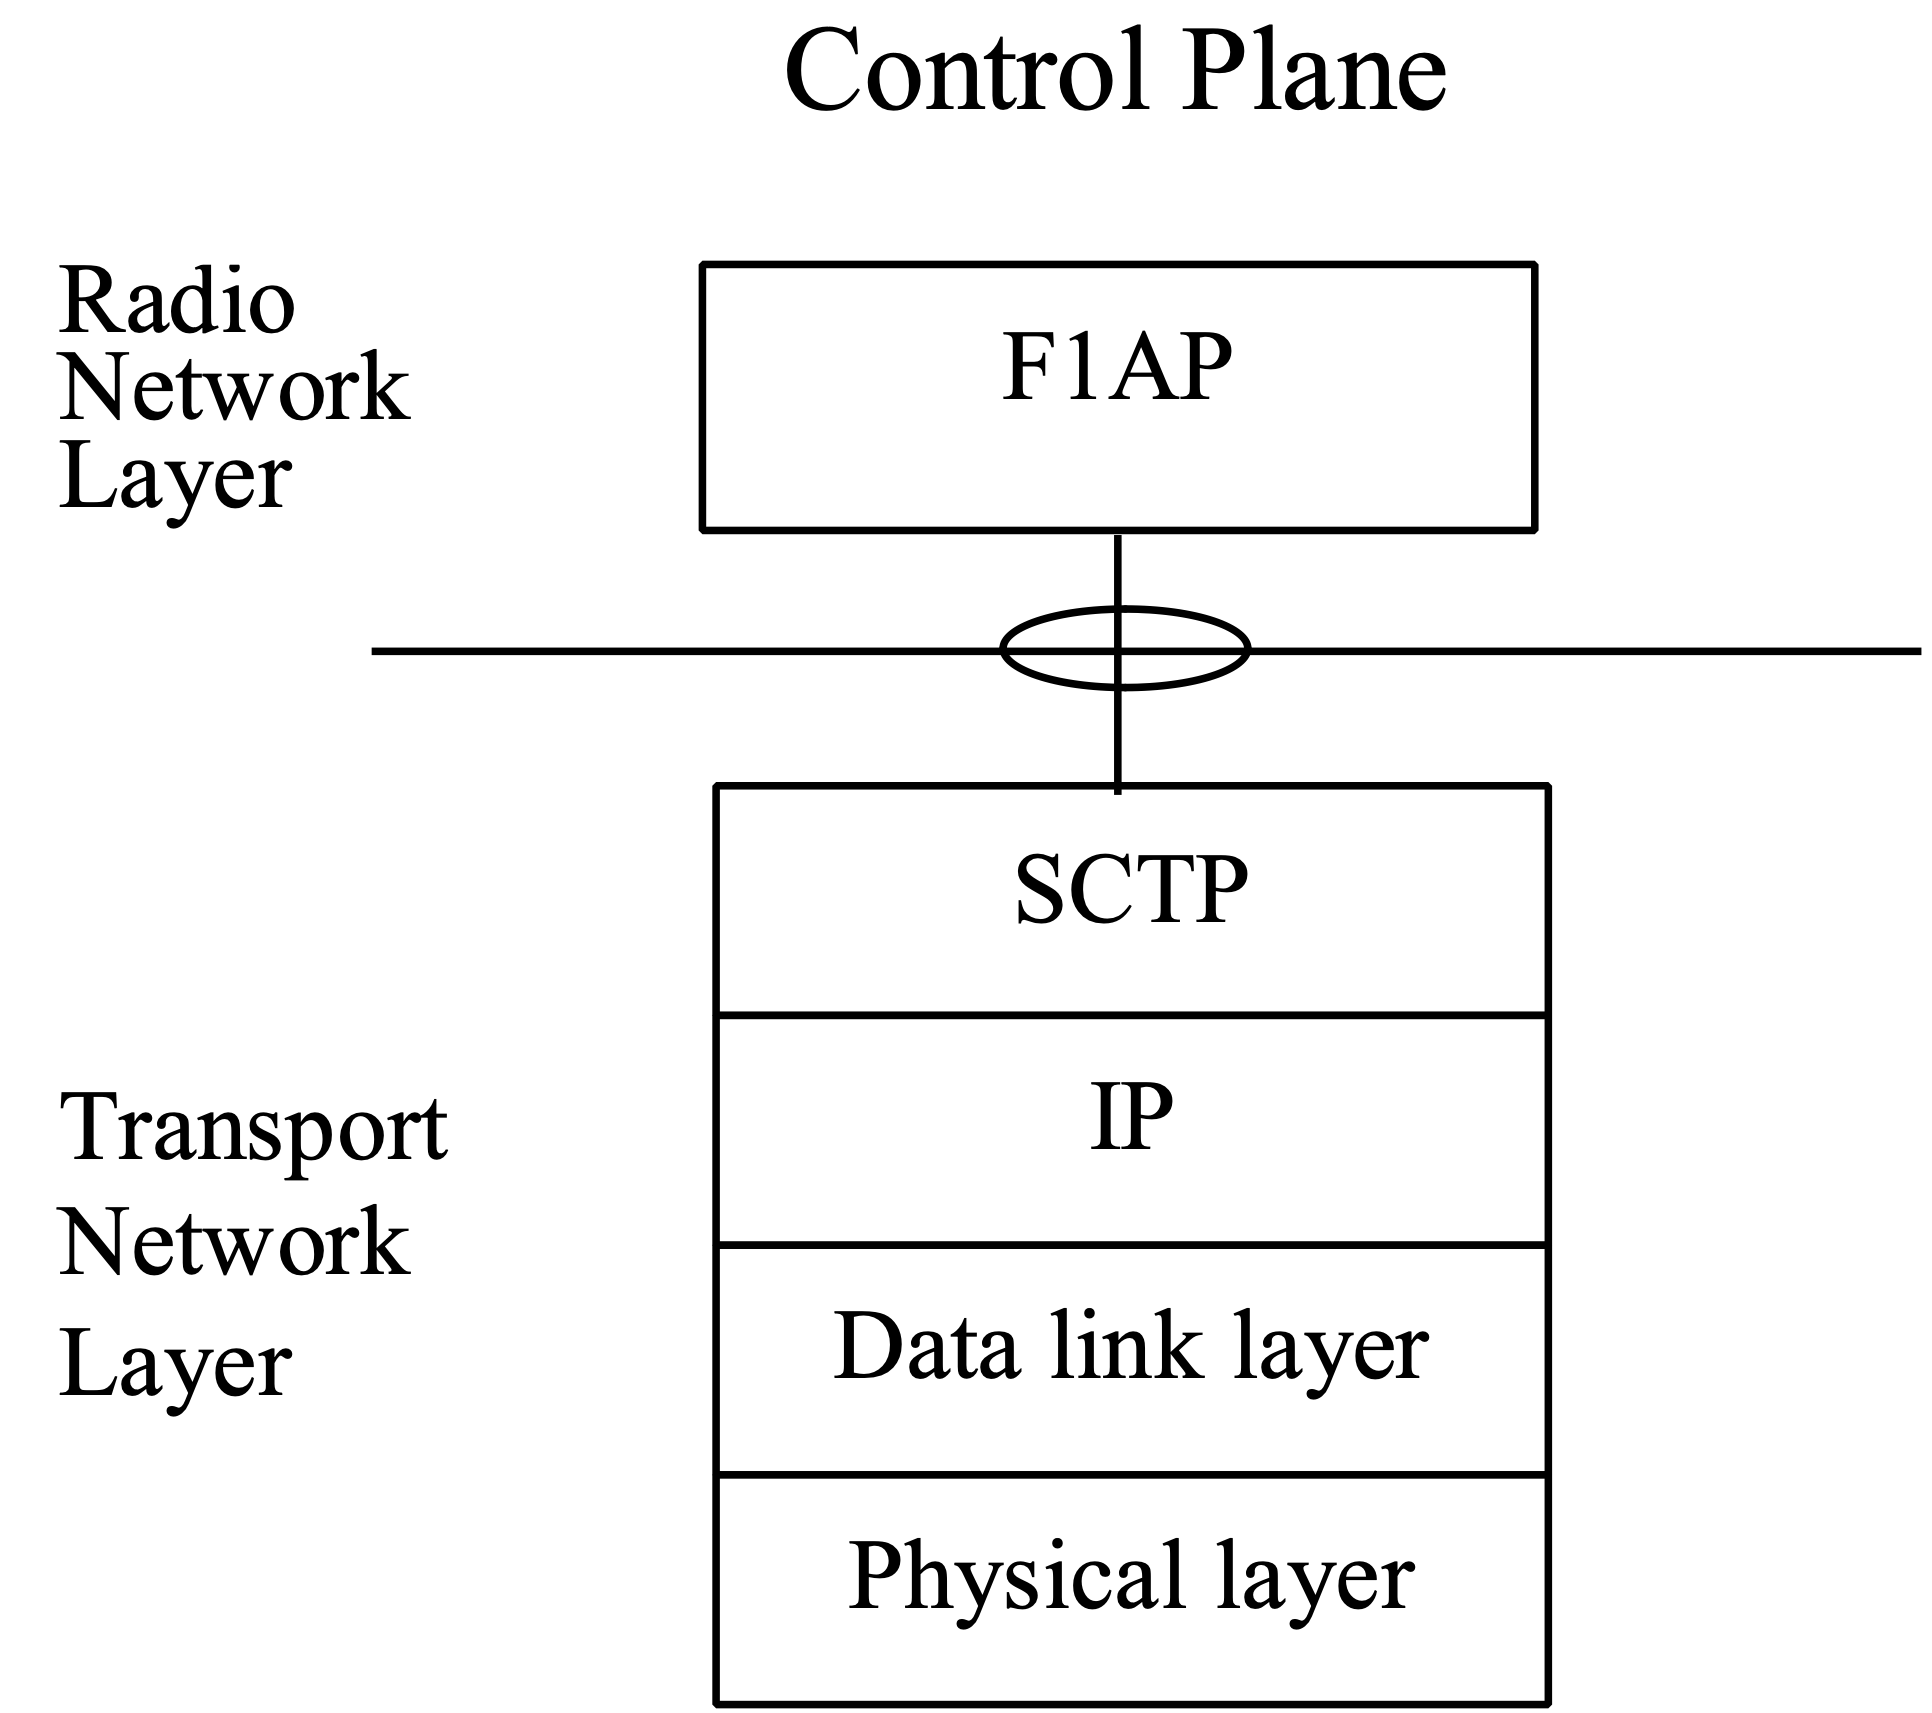 Control Plane
Radio
Network
Layer
F1AP
SCTP
IP
Transport
Network
Layer
Data link layer
Physical layer